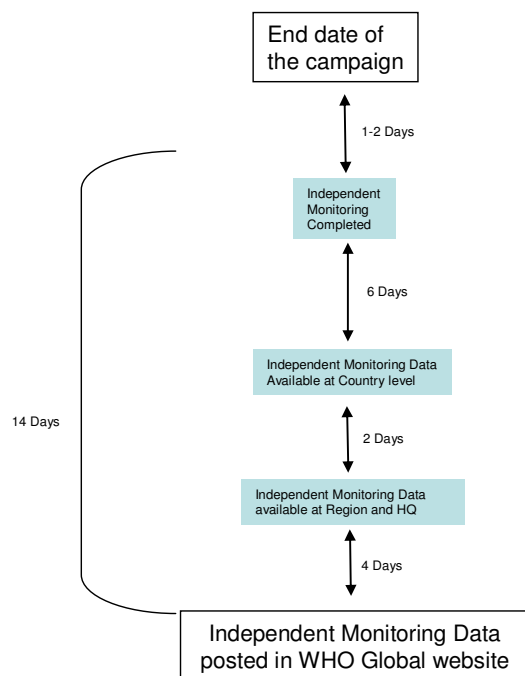 End date of
the campaign
1-2 Days
Independent
Monitoring
Completed
6 Days
Independent Monitoring Data
Available at Country level
14 Days
2 Days
Independent Monitoring Data
available at Region and HQ
4 Days
Independent Monitoring Data
posted in WHO Global website